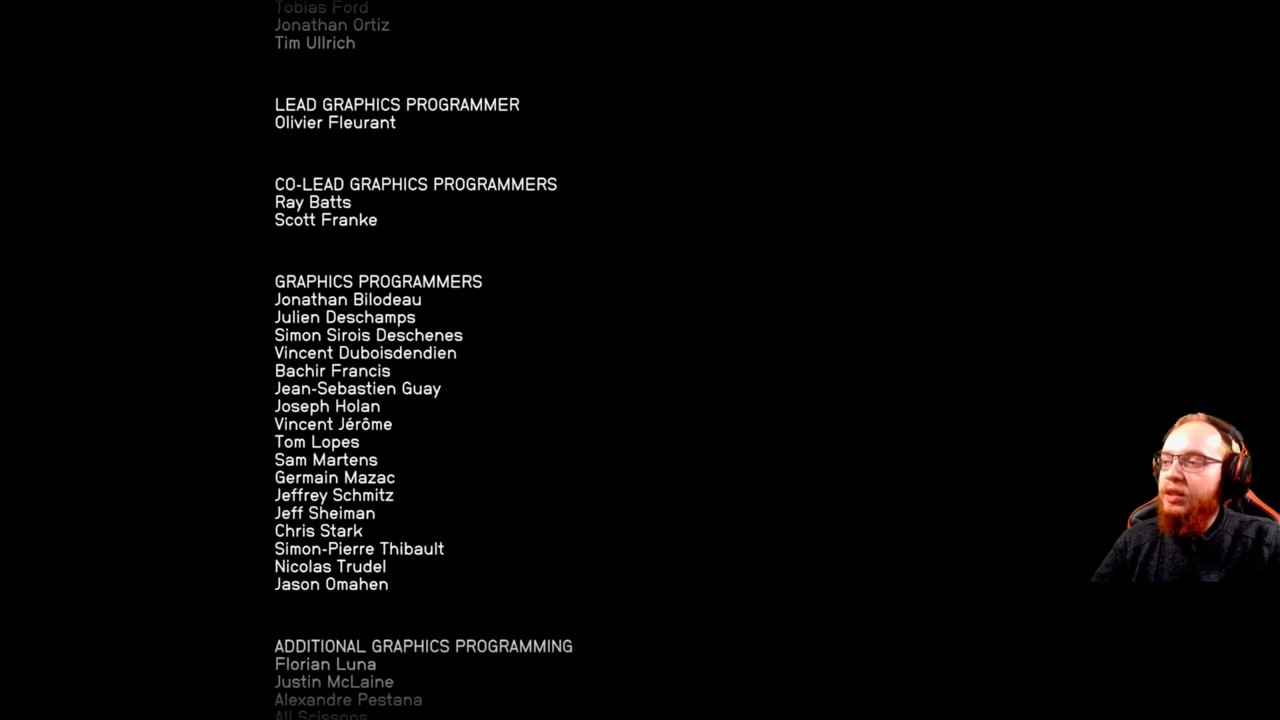 Tobias Ford
Jonathan Ortiz
Tim Ullrich
LEAD GRAPHICS PROGRAMMER
Olivier Fleurant
CO-LEAD GRAPHICS PROGRAMMERS
Ray Batts
Scott Franke
GRAPHICS PROGRAMMERS
Jonathan Bilodeau
Julien Deschamps
Simon Sirois Deschenes
Vincent Duboisdendien
Bachir Francis
Jean-Sebastien Guay
Joseph Holan
Vincent Jérôme
Tom Lopes
Sam Martens
Germain Mazac
Jeffrey Schmitz
Jeff Sheiman
Chris Stark
Simon-Pierre Thibault
Nicolas Trudel
Jason Omahen
ADDITIONAL GRAPHICS PROGRAMMING
Florian Luna
Justin McLaine
Alexandre Pestana
Ali Scissons